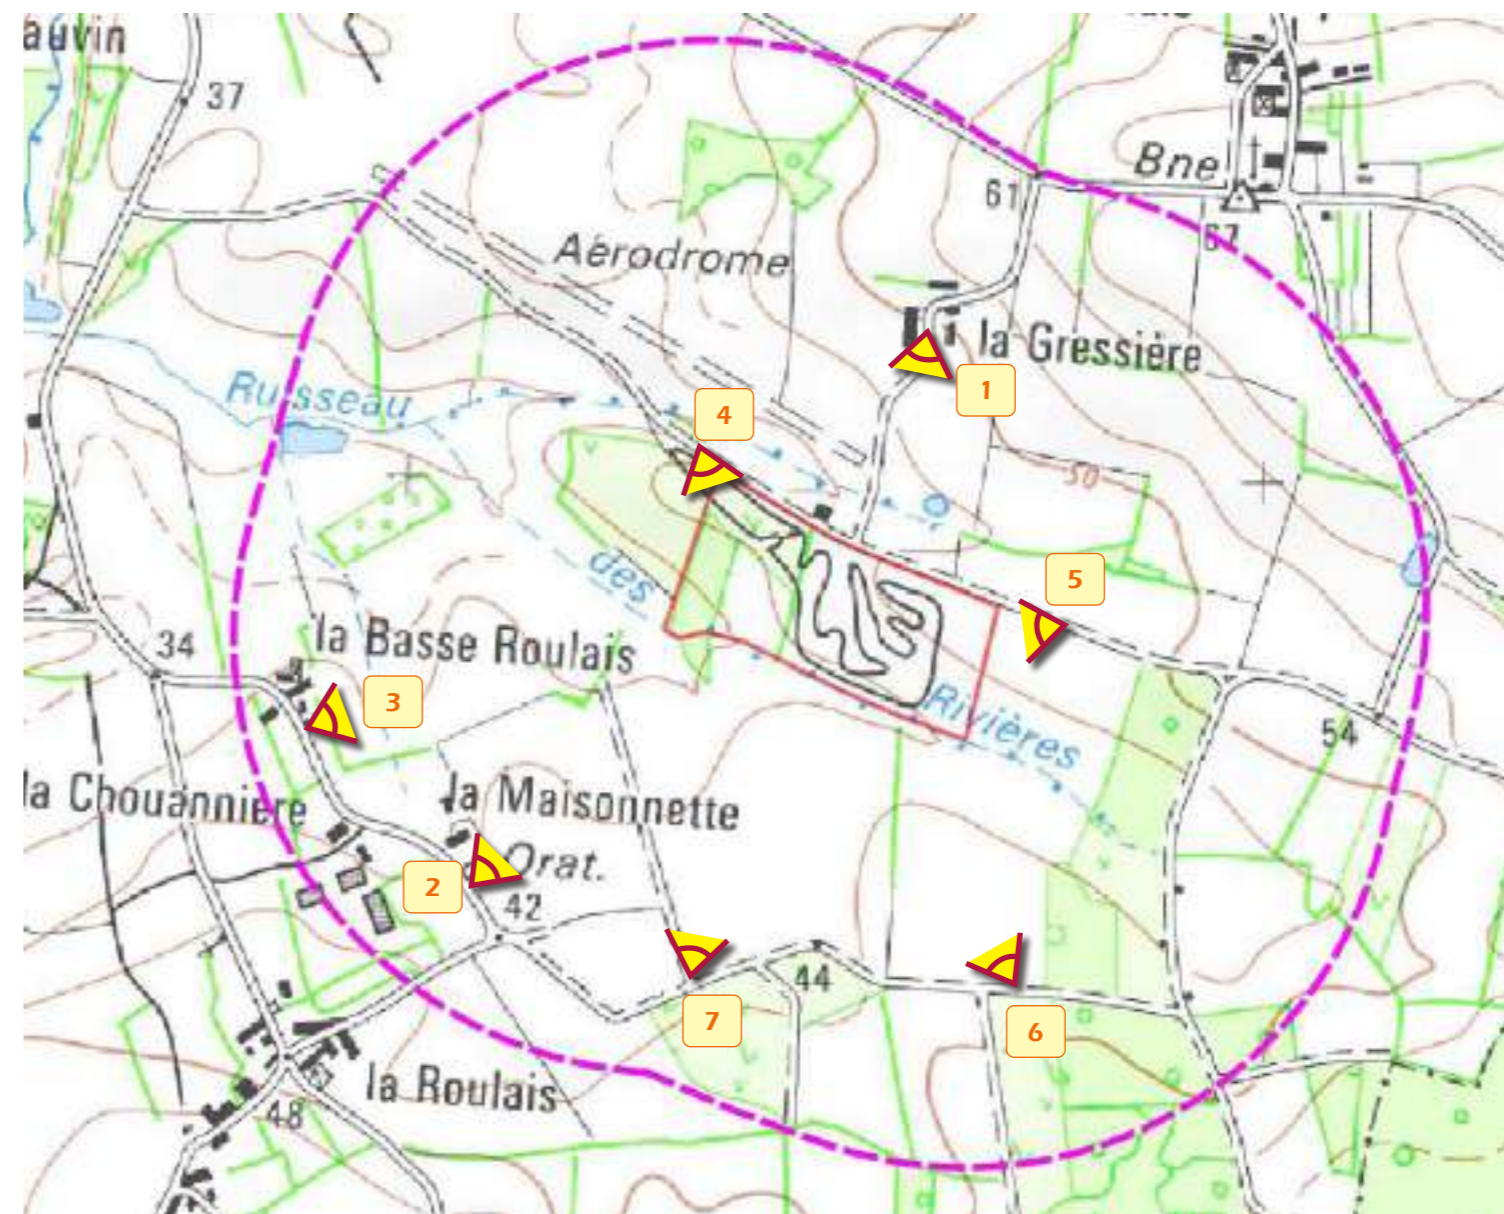 auvin
37
Bne
61
67
Aérodrome
la Gressière
1
Ruisseau
4
50
5
des
la Basse Roulais
34
3
Rivières
54
la Chouannière
la Maisonnette
Orat.
2
42
44
7
6
la Roulais
48